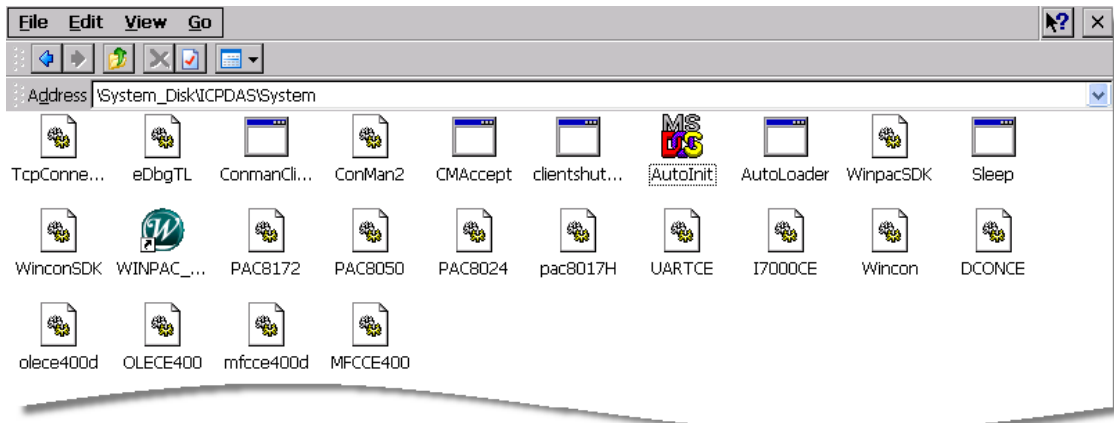 File Edit View Go
Address \System_Disk\ICPDAS\System
TcpConne... eDbgTL ConmanCli... ConMan2 CMAccept clientshut... AutoInit AutoLoader WinpacSDK Sleep
WinconSDK WINPAC_... PAC8172 PAC8050 PAC8024 pac8017H UARTCE I7000CE Wincon DCONCE
olece400d OLECE400 mfcce400d MFCCE400